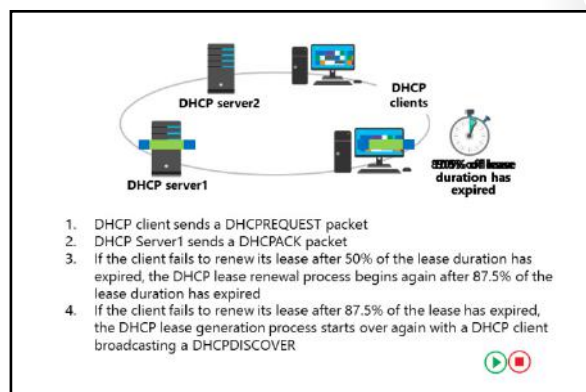 DHCP server2
DHCP
clients
DHCP server1
duration has
expired
1. DHCP client sends a DHCPREQUEST packet
2. DHCP Server1 sends a DHCPACK packet
3. If the client fails to renew its lease after 50% of the lease duration has
expired, the DHCP lease renewal process begins again after 87.5% of the
lease duration has expired
4. If the client fails to renew its lease after 87.5% of the lease has expired,
the DHCP lease generation process starts over again with a DHCP client
broadcasting a DHCPDISCOVER